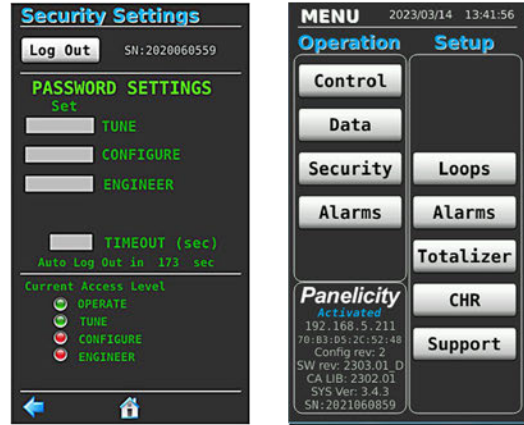 Security Settings
Log Out
SN:2020060559
PASSWORD SETTINGS
Set
TUNE
CONFIGURE
ENGINEER
TIMEOUT (sec)
Auto Log Out in 173 sec
Current Access Level
OPERATE
TUNE
CONFIGURE
ENGINEER
MENU 2023/03/14 13:41:56
Operation Setup
Control
Data
Security Loops
Alarms Alarms
Totalizer
CHR
Support
Panelicity
Activated
192.168.5.211
70:B3:D5:2C:52:48
Config rev: 2
SW rev: 2303.01_D
CA LIB: 2302.01
SYS Ver: 3.4.3
SN:2021060859